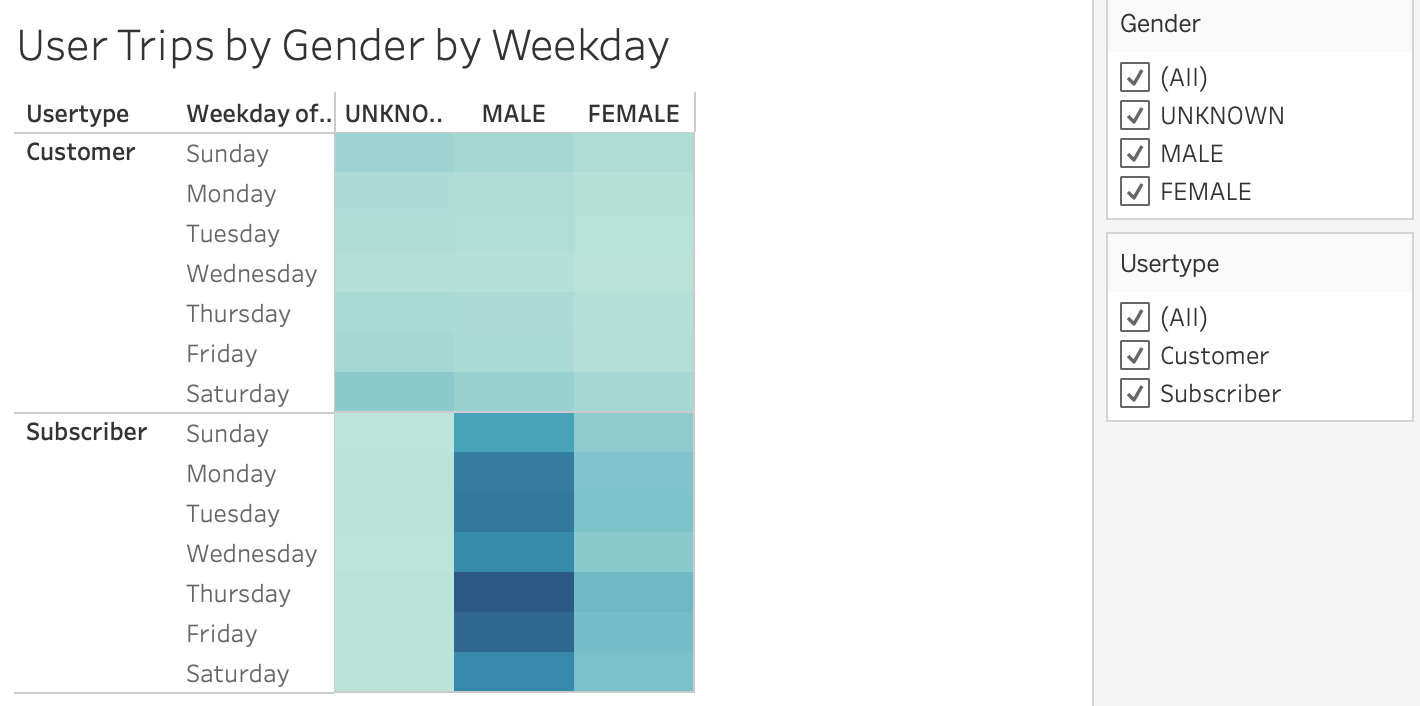 User Trips by Gender by Weekday
Usertype Weekday of.. UNKNO.. MALE FEMALE
Customer Sunday
Monday
Tuesday
Wednesday
Thursday
Friday
Saturday
Subscriber Sunday
Monday
Tuesday
Wednesday
Thursday
Friday
Saturday
Gender
(All)
UNKNOWN
MALE
FEMALE
Usertype
(All)
Customer
Subscriber